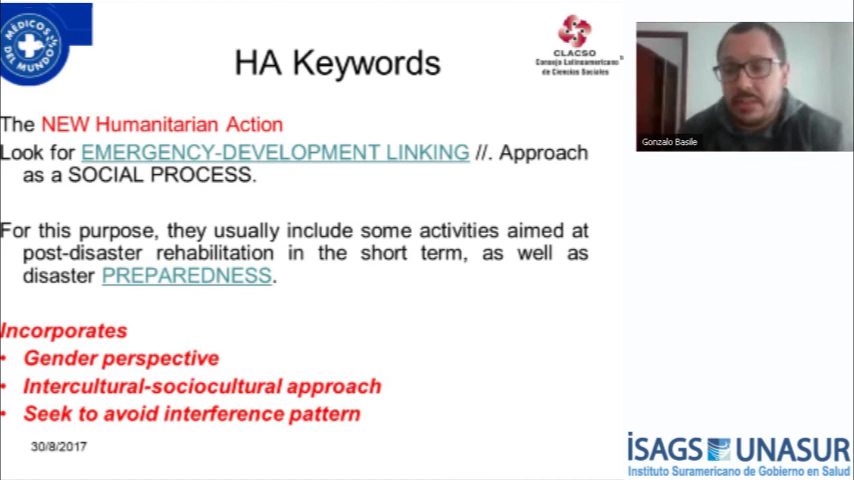 MÉDICOS
DEL MUNDO
HA Keywords
CLACSO
Consejo Latinoamericano
de Ciencias Sociales
Gonzalo Basile
The NEW Humanitarian Action
Look for EMERGENCY-DEVELOPMENT LINKING //. Approach
as a SOCIAL PROCESS.
For this purpose, they usually include some activities aimed at
post-disaster rehabilitation in the short term, as well as
disaster PREPAREDNESS.
Incorporates
• Gender perspective
• Intercultural-sociocultural approach
• Seek to avoid interference pattern
30/8/2017
iSAGS UNASUR
Instituto Suramericano de Gobierno en Salud